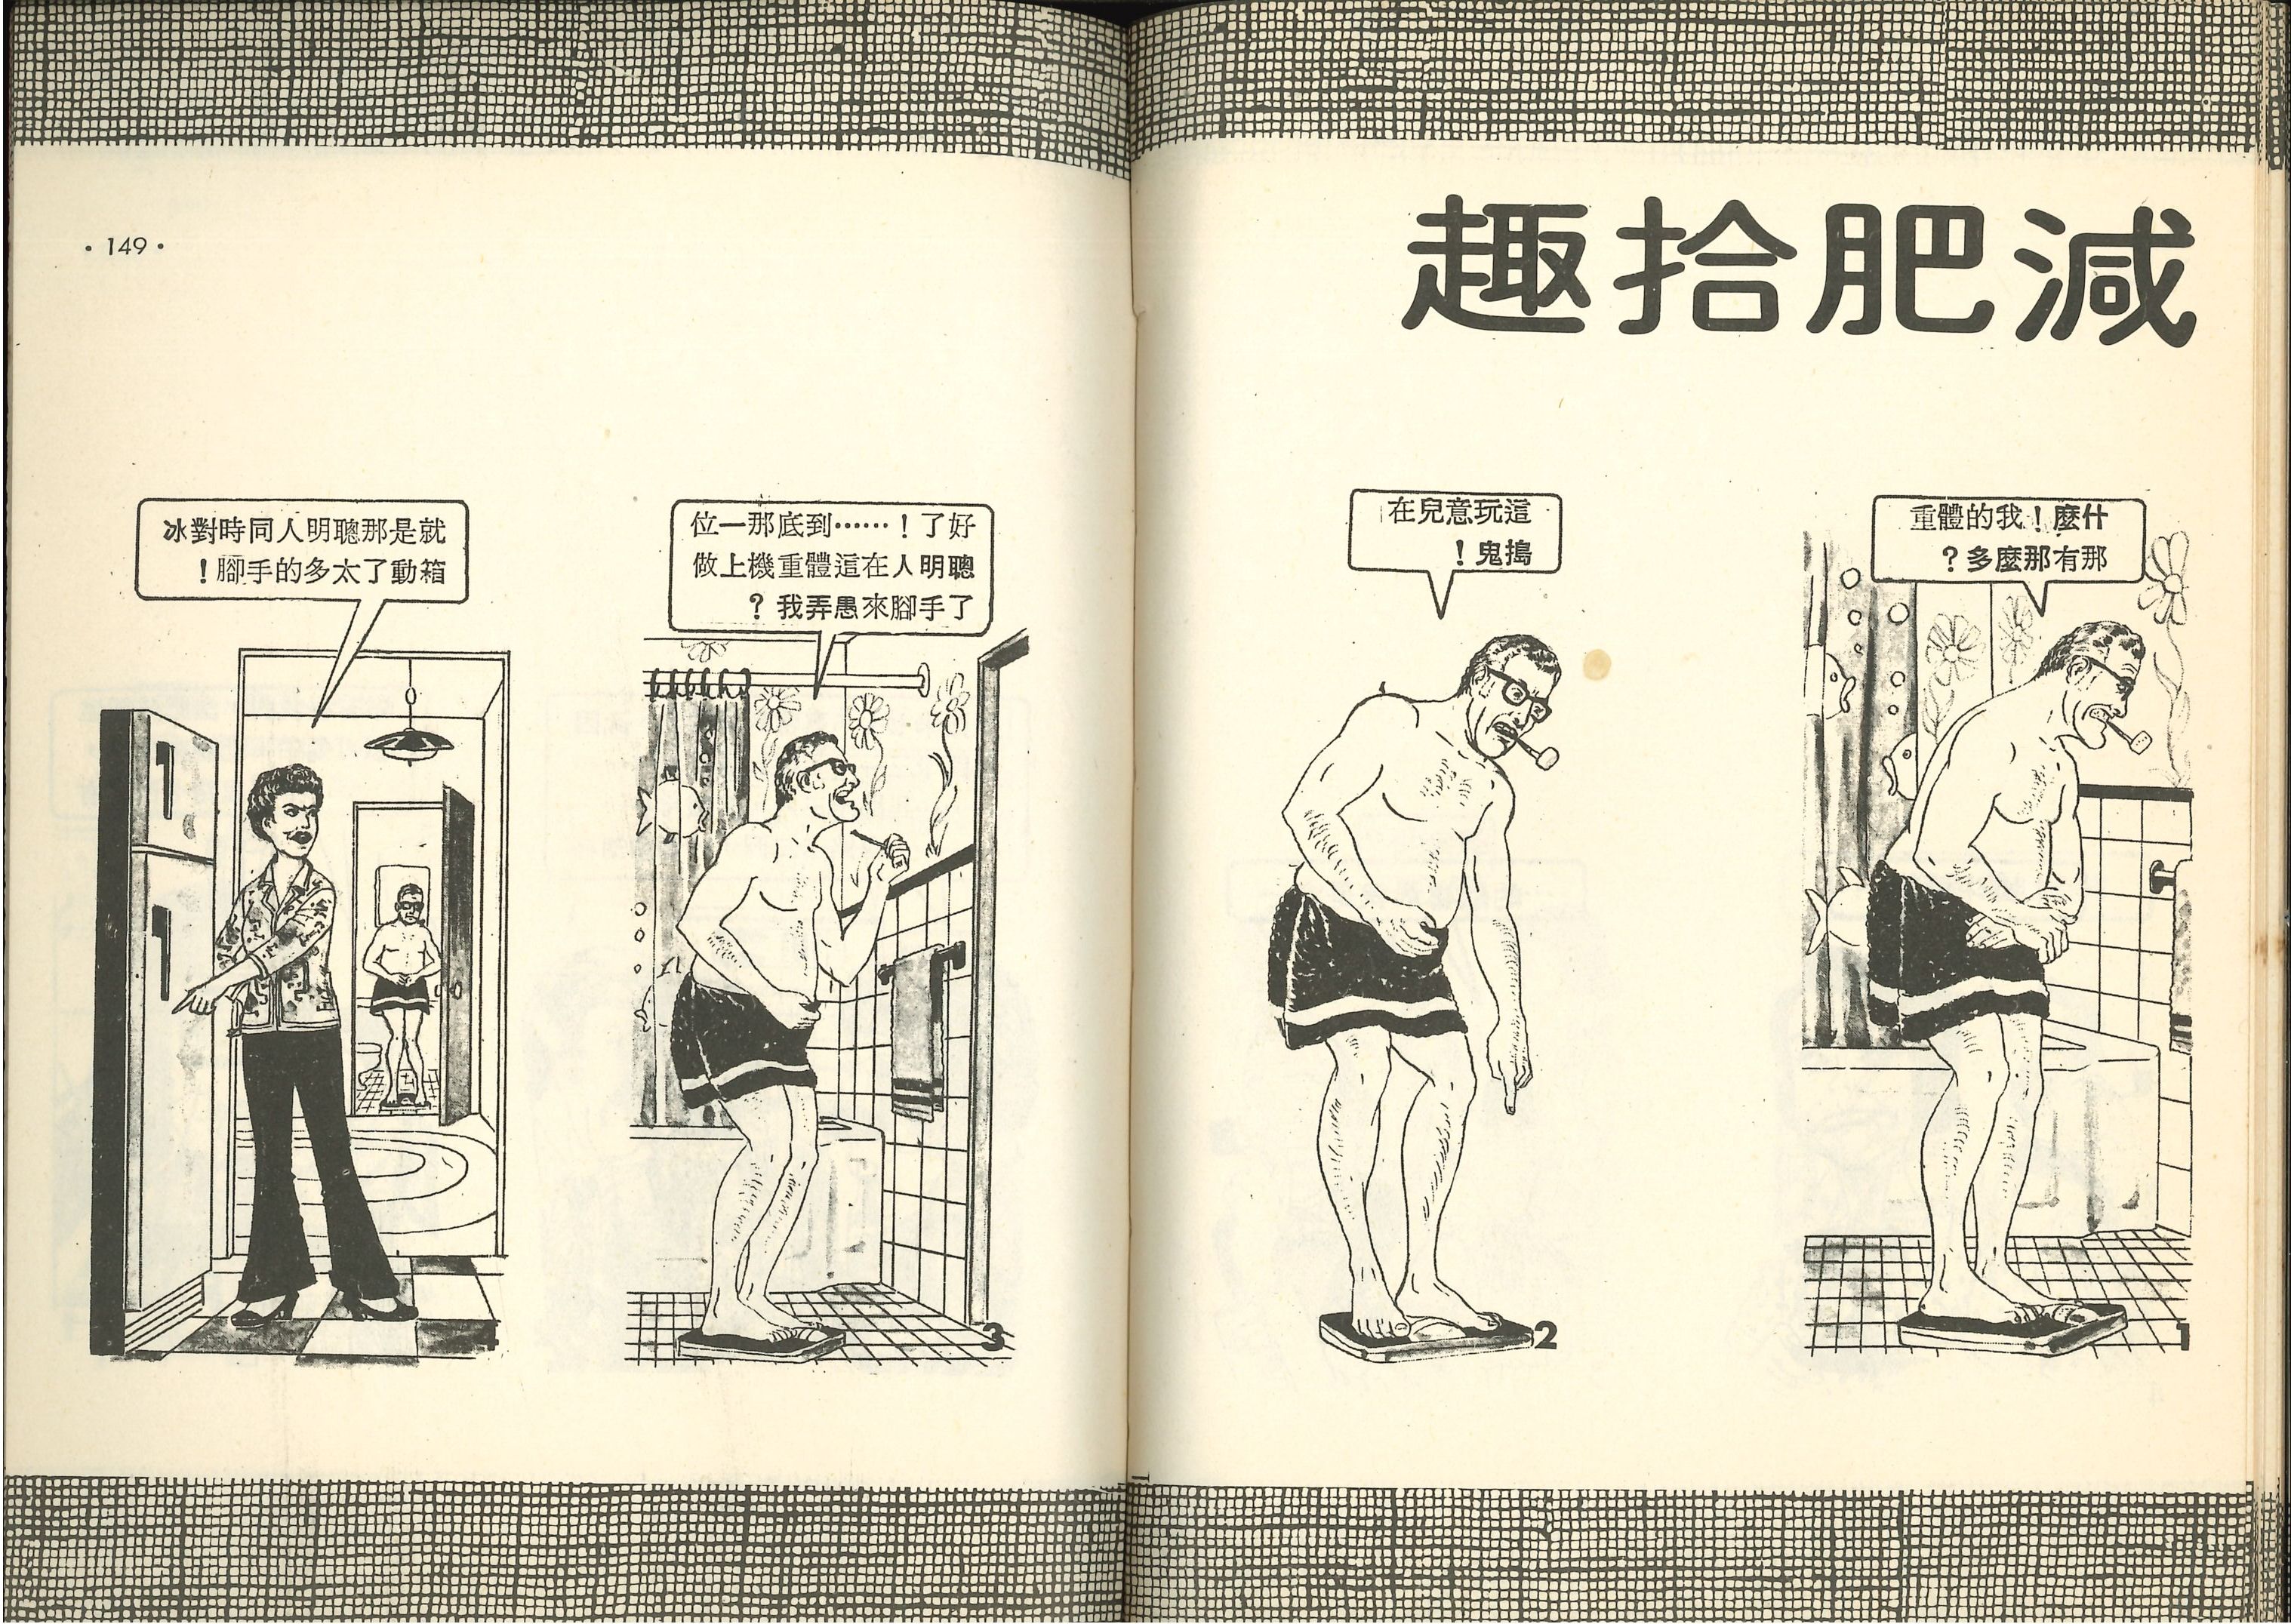 減肥拾趣
什麼！我的體重
那有那麼多？
1
這玩意兒在
搗鬼！
2
好了！……到底那一位
聰明人在這體重機上做
了手腳來愚弄我？
3
就是那聰明人同時對冰
箱動了太多的手腳！
•149•